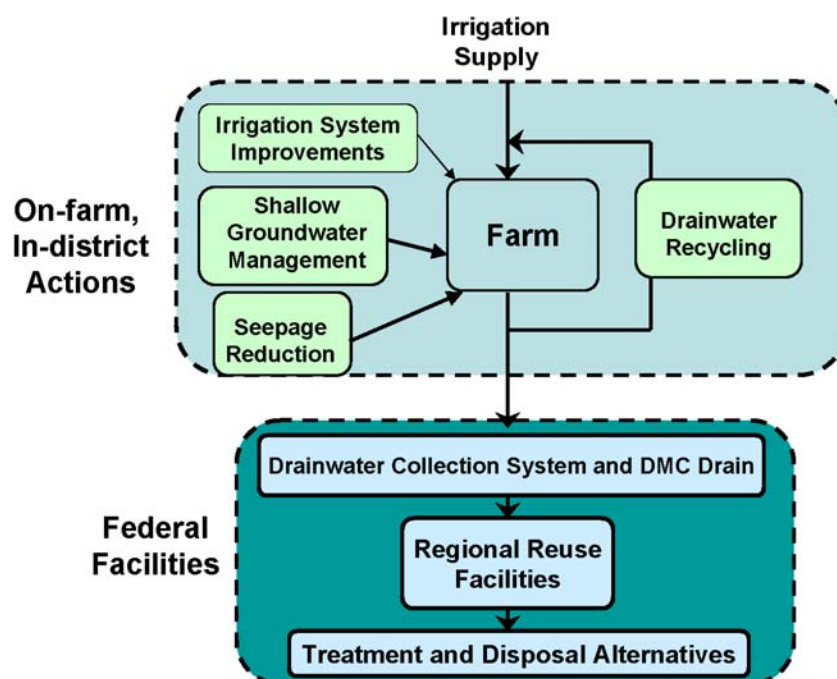 Irrigation
Supply
Irrigation System
Improvements
On-farm,
In-district
Actions
Shallow
Groundwater
Management
Farm
Drainwater
Recycling
Seepage
Reduction
Federal
Facilities
Drainwater Collection System and DMC Drain
Regional Reuse
Facilities
Treatment and Disposal Alternatives